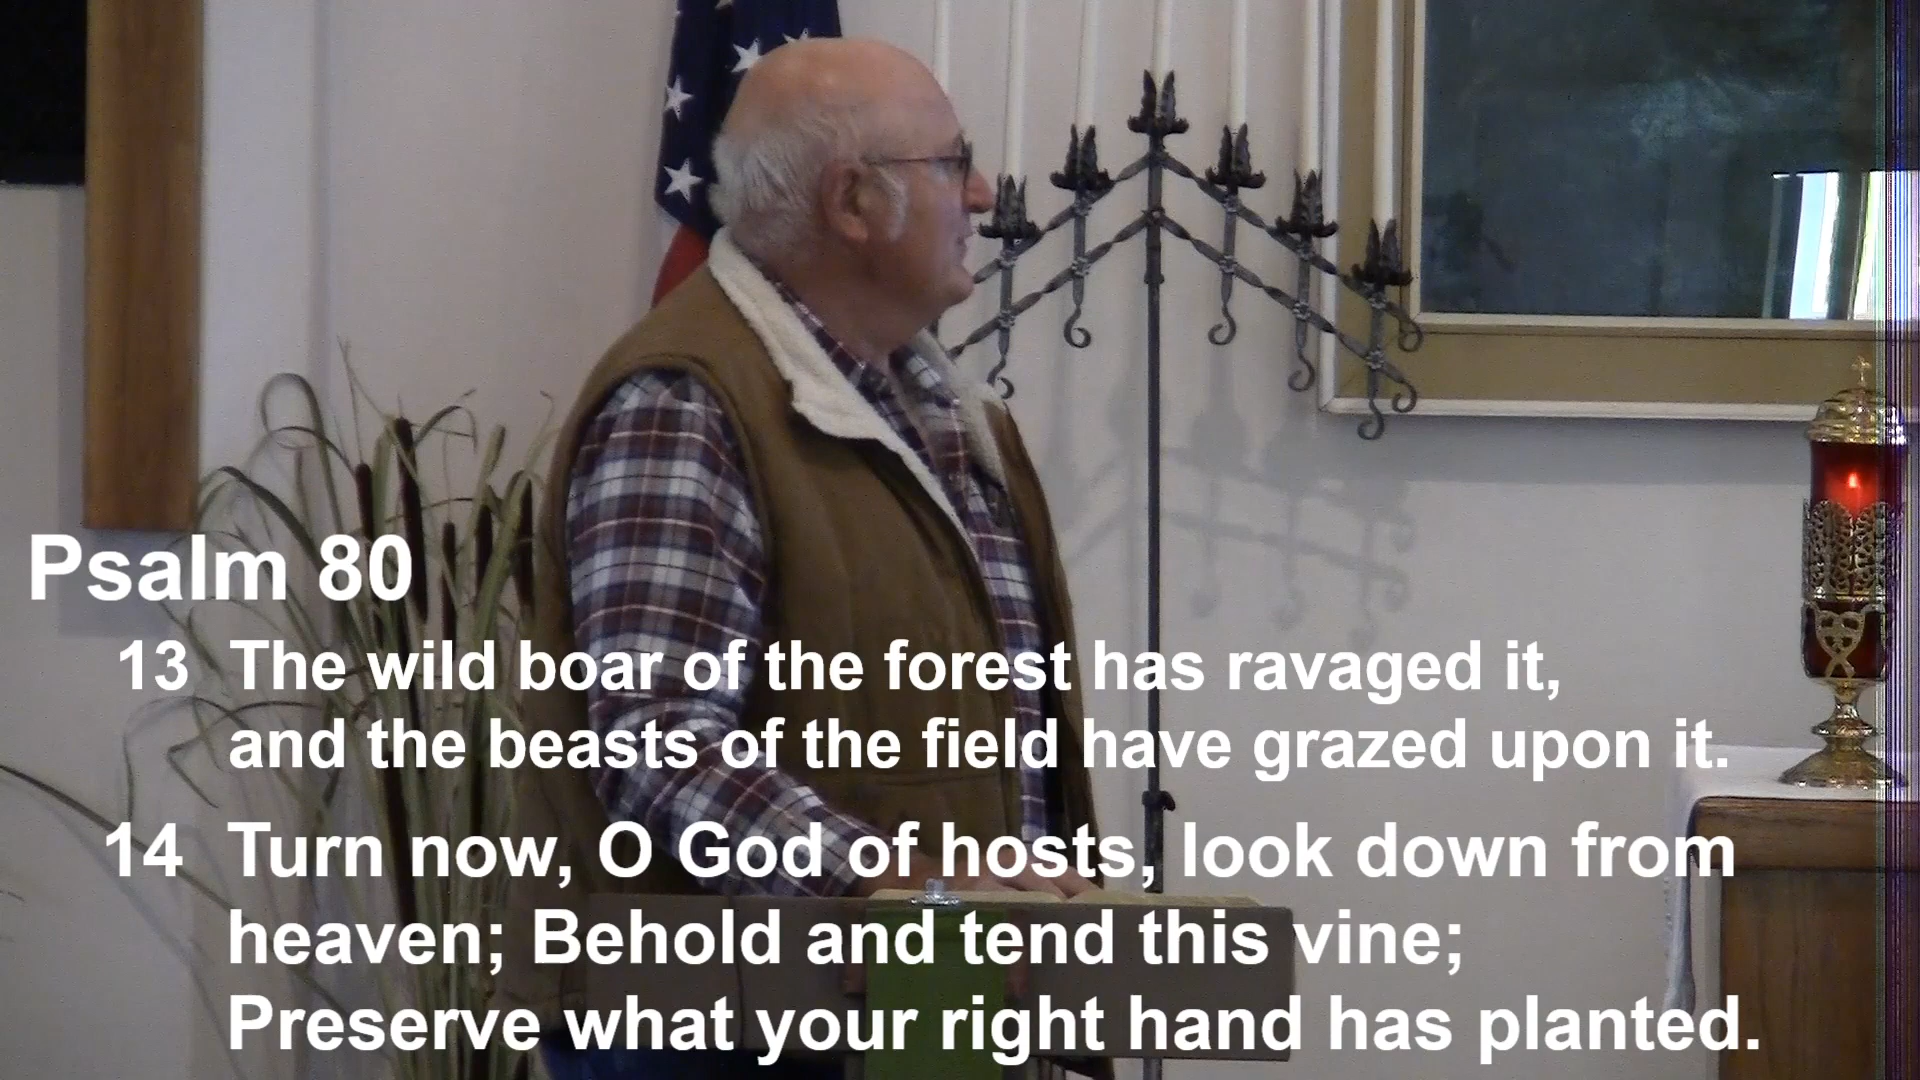 Psalm 80
13 The wild boar of the forest has ravaged it,
and the beasts of the field have grazed upon it.
14 Turn now, O God of hosts, look down from
heaven; Behold and tend this vine;
Preserve what your right hand has planted.